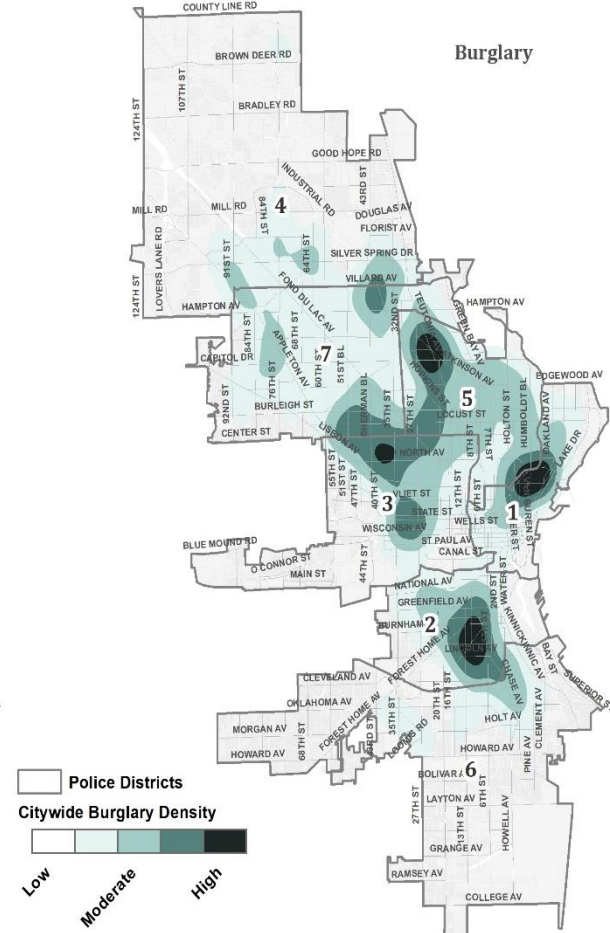 COUNTY LINE RD
Burglary
BROWN DEER RD
107TH ST
124TH ST
BRADLEY RD
GOOD HOPE RD
INDUSTRIAL RD
43RD ST
MILL RD
MILL RD
84TH ST
4
DOUGLAS AV
FLORIST AV
LOVERS LANE RD
91ST ST
64TH ST
SILVER SPRING DR
124TH ST
VILLARD AV
FOND DU LAC AV
HAMPTON AV
32ND ST
TEUTONIA AV
GREEN BAY AV
HAMPTON AV
84TH ST
68TH ST
CAPITOL DR
APPLETON AV
7
60TH ST
51ST BL
ATKINSON AV
HOPKINS ST
EDGEWOOD AV
92ND ST
76TH ST
5
BURLEIGH ST
SHERMAN BL
35TH ST
27TH ST
LOCUST ST
HOLTON ST
HUMBOLDT BL
OAKLAND AV
LAKE DR
CENTER ST
LISBON AV
NORTH AV
8TH ST
7TH ST
55TH ST
51ST ST
47TH ST
40TH ST
VLIET ST
12TH ST
6TH ST
3
STATE ST
WELLS ST
1
VAN BUREN ST
WATER ST
WISCONSIN AV
ST PAUL AV
CANAL ST
BLUE MOUND RD
O CONNOR ST
MAIN ST
44TH ST
NATIONAL AV
2ND ST
WATER ST
GREENFIELD AV
2
BURNHAM
KINNICKINNIC AV
BAY ST
LINCOLN AV
FOREST HOME AV
CHASE AV
SUPERIOR S
CLEVELAND AV
20TH ST
16TH ST
OKLAHOMA AV
FOREST HOME AV
35TH ST
LOOMIS RD
HOLT AV
CLEMENT AV
MORGAN AV
68TH ST
43RD ST
HOWARD AV
HOWARD AV
PINE AV
6
BOLIVAR A
Police Districts
27TH ST
LAYTON AV
6TH ST
HOWELL AV
Citywide Burglary Density
13TH ST
GRANGE AV
Low
Moderate
High
RAMSEY AV
COLLEGE AV